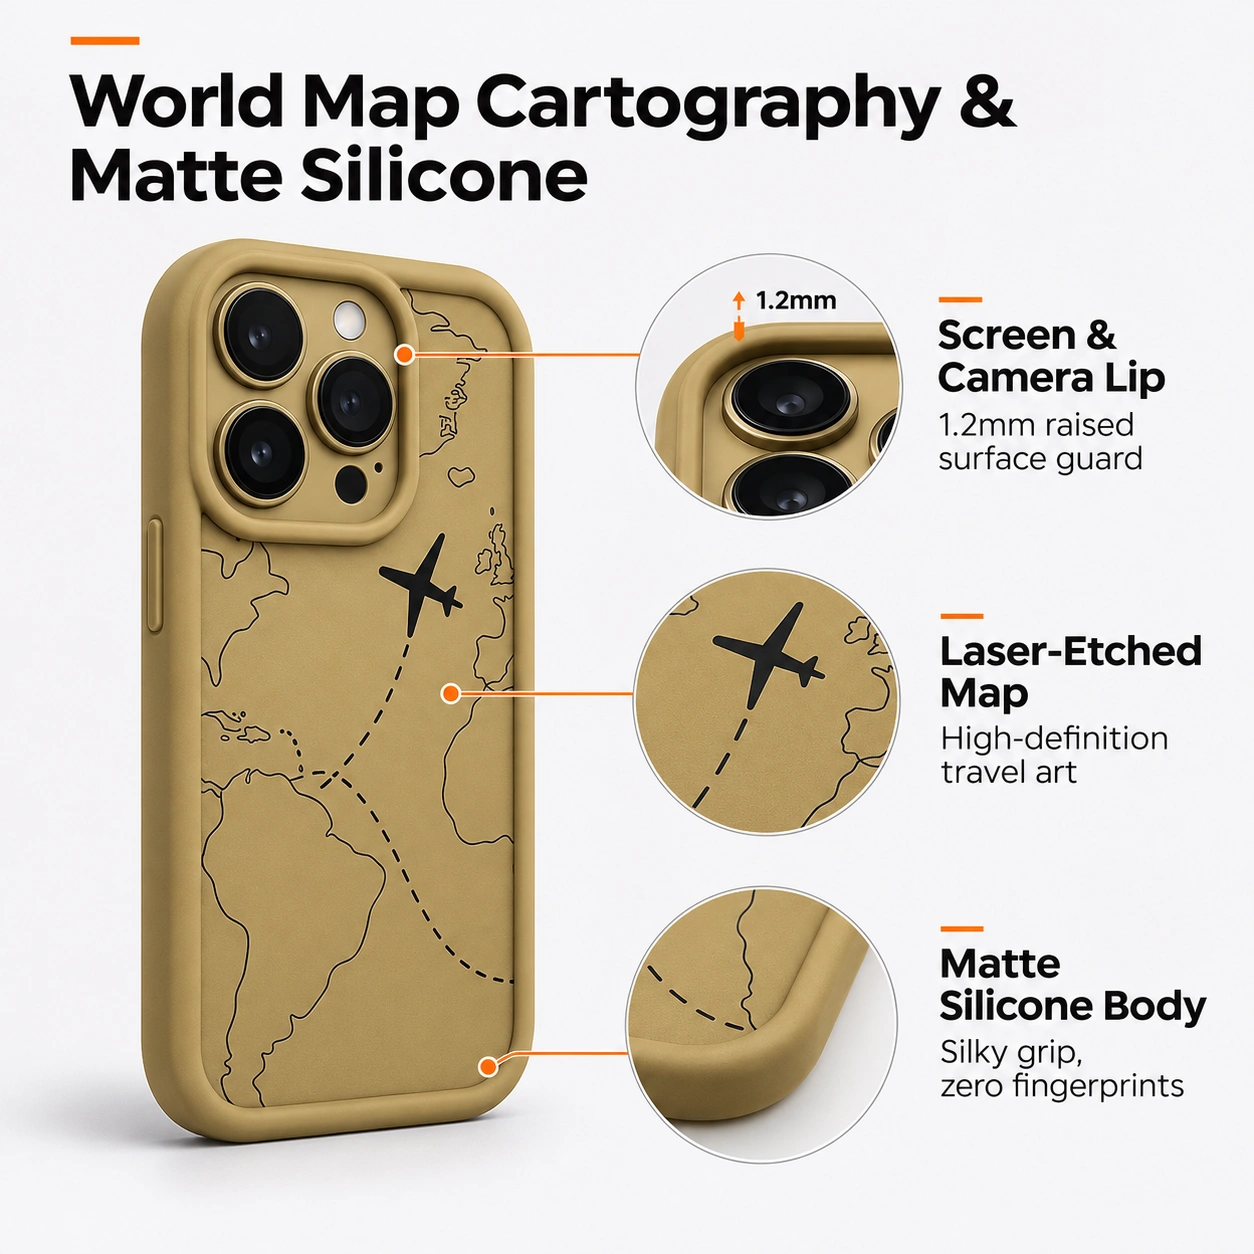 World Map Cartography &
Matte Silicone
1.2mm
Screen &
Camera Lip
1.2mm raised
surface guard
Laser-Etched
Map
High-definition
travel art
Matte
Silicone Body
Silky grip,
zero fingerprints